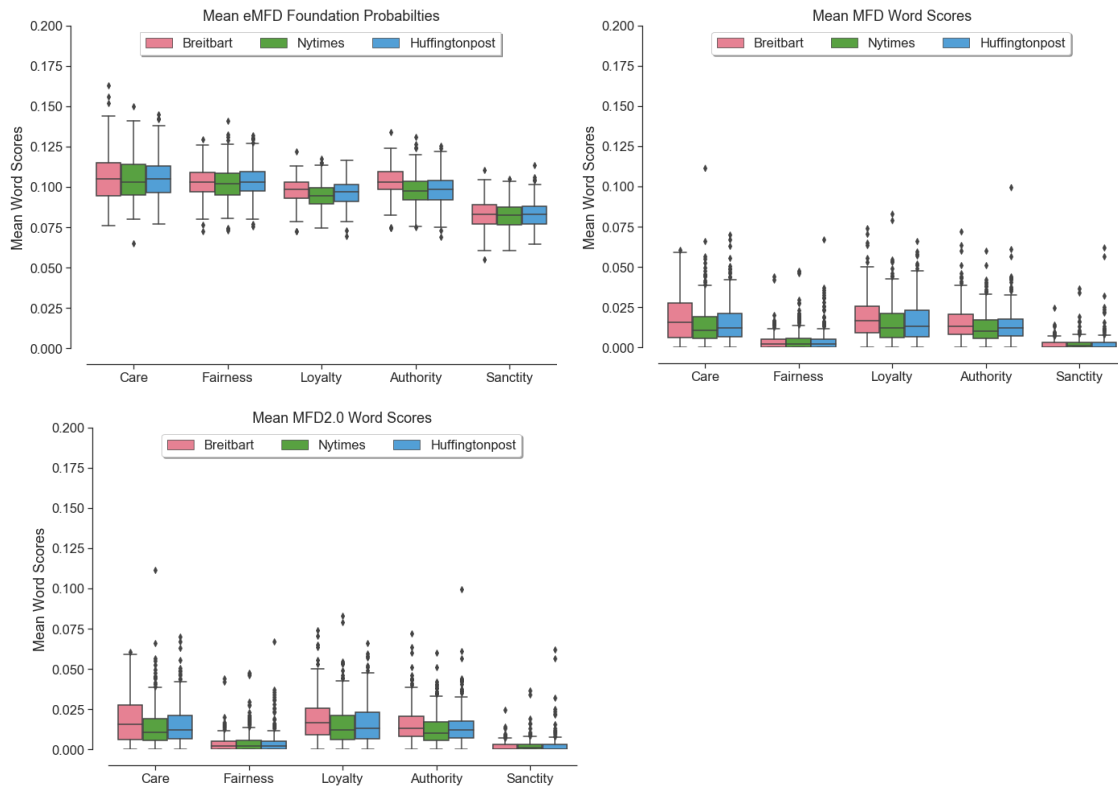 Mean eMFD Foundation Probabilties
Breitbart Nytimes Huffingtonpost
Mean Word Scores
0.200
0.175
0.150
0.125
0.100
0.075
0.050
0.025
0.000
Care Fairness Loyalty Authority Sanctity
Mean MFD Word Scores
Breitbart Nytimes Huffingtonpost
Mean Word Scores
0.200
0.175
0.150
0.125
0.100
0.075
0.050
0.025
0.000
Care Fairness Loyalty Authority Sanctity
Mean MFD2.0 Word Scores
Breitbart Nytimes Huffingtonpost
Mean Word Scores
0.200
0.175
0.150
0.125
0.100
0.075
0.050
0.025
0.000
Care Fairness Loyalty Authority Sanctity